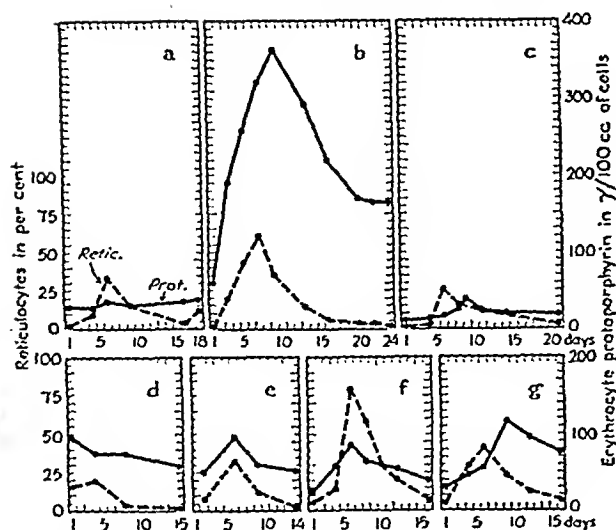 a b c
400
300
200
100
0
100
75
50
25
0
Retic.
Prot.
1 5 10 15 18
1 5 10 15 20 24
1 5 10 15 20 days
Reticulocytes in per cent
Erythrocyte protoporphyrin in γ/100 cc of cells
d e f g
100
75
50
25
0
200
100
0
1 5 10 15
1 5 10 14
1 5 10 15
1 5 10 15 days